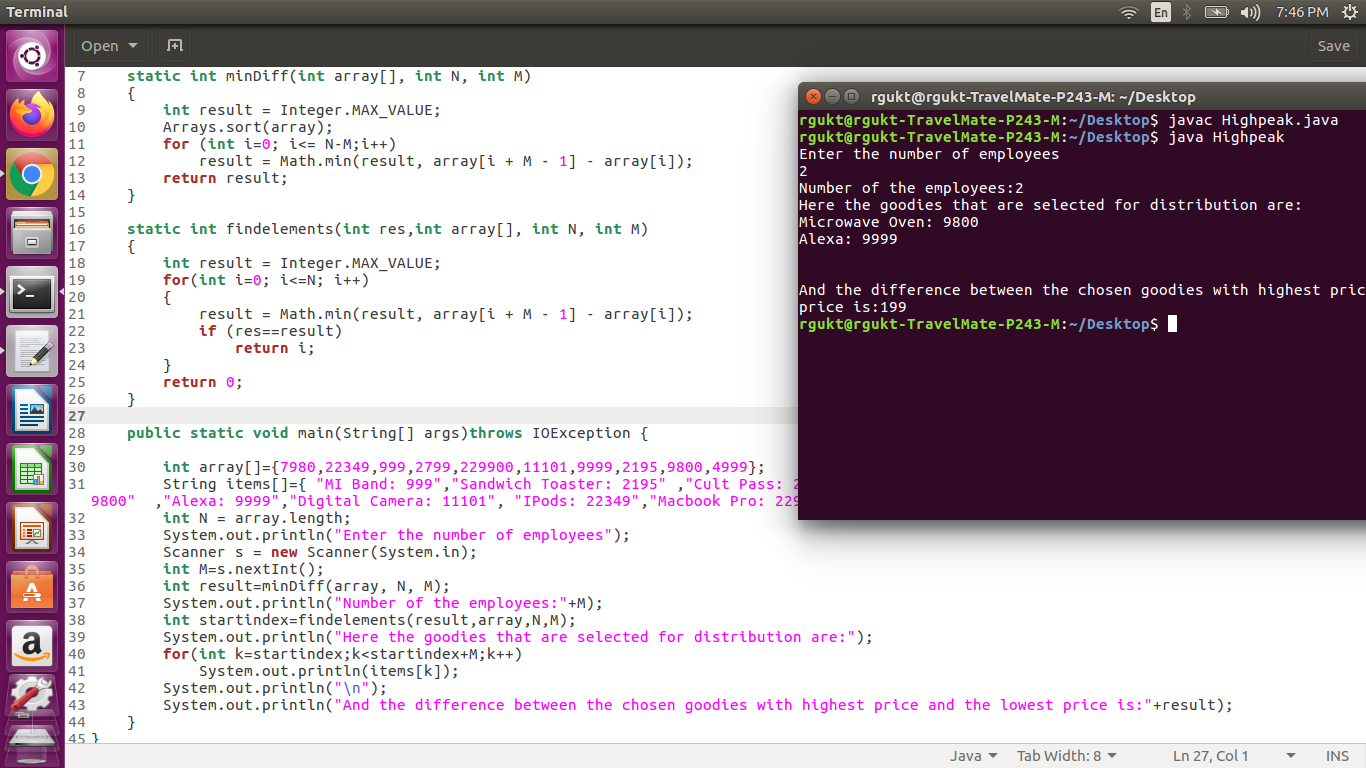 Terminal
En
7:46 PM
Open
Save
7 static int minDiff(int array[], int N, int M)
8 {
9 int result = Integer.MAX_VALUE;
10 Arrays.sort(array);
11 for (int i=0; i<= N-M;i++)
12 result = Math.min(result, array[i + M - 1] - array[i]);
13 return result;
14 }
15
16 static int findelements(int res,int array[], int N, int M)
17 {
18 int result = Integer.MAX_VALUE;
19 for(int i=0; i<=N; i++)
20 {
21 result = Math.min(result, array[i + M - 1] - array[i]);
22 if (res==result)
23 return i;
24 }
25 return 0;
26 }
27
28 public static void main(String[] args)throws IOException {
29
30 int array[]={7980,22349,999,2799,229900,11101,9999,2195,9800,4999};
31 String items[]={ "MI Band: 999","Sandwich Toaster: 2195" ,"Cult Pass: 2
9800" ,"Alexa: 9999","Digital Camera: 11101", "IPods: 22349","Macbook Pro: 229
32 int N = array.length;
33 System.out.println("Enter the number of employees");
34 Scanner s = new Scanner(System.in);
35 int M=s.nextInt();
36 int result=minDiff(array, N, M);
37 System.out.println("Number of the employees:"+M);
38 int startindex=findelements(result,array,N,M);
39 System.out.println("Here the goodies that are selected for distribution are:");
40 for(int k=startindex;k<startindex+M;k++)
41 System.out.println(items[k]);
42 System.out.println("\n");
43 System.out.println("And the difference between the chosen goodies with highest price and the lowest price is:"+result);
44 }
45 }
rgukt@rgukt-TravelMate-P243-M: ~/Desktop
rgukt@rgukt-TravelMate-P243-M:~/Desktop$ javac Highpeak.java
rgukt@rgukt-TravelMate-P243-M:~/Desktop$ java Highpeak
Enter the number of employees
2
Number of the employees:2
Here the goodies that are selected for distribution are:
Microwave Oven: 9800
Alexa: 9999
And the difference between the chosen goodies with highest pric
price is:199
rgukt@rgukt-TravelMate-P243-M:~/Desktop$
Java
Tab Width: 8
Ln 27, Col 1
INS